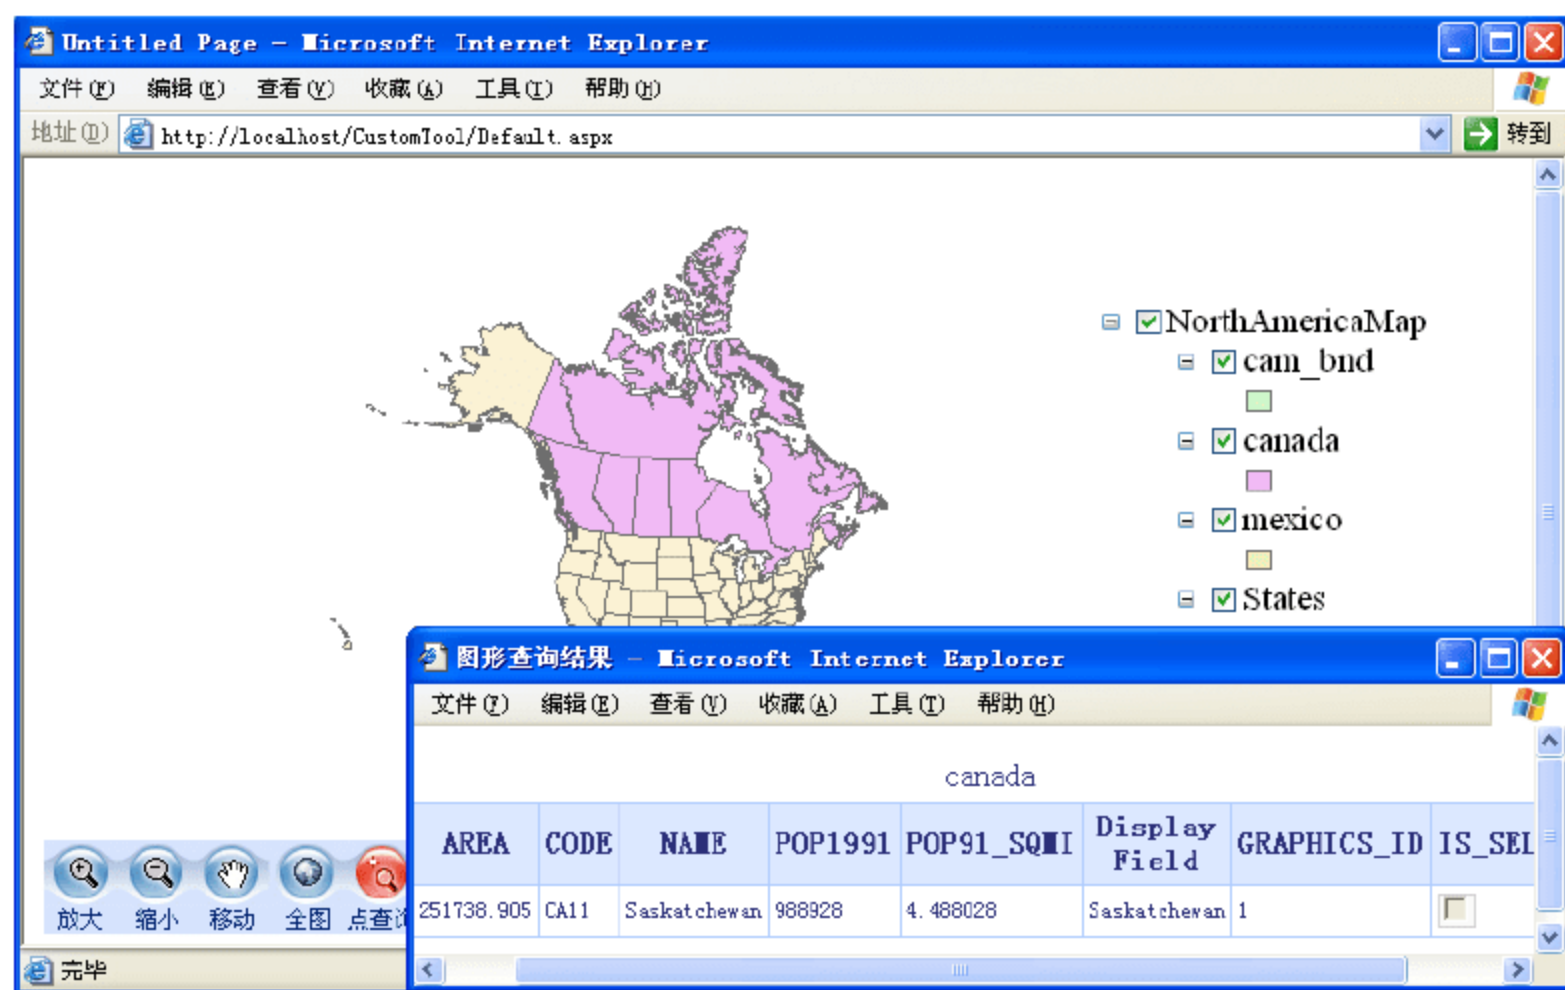 Untitled Page - Microsoft Internet Explorer
文件(F) 编辑(E) 查看(V) 收藏(A) 工具(T) 帮助(H)
地址(D) http://localhost/CustomTool/Default.aspx 转到
NorthAmericaMap
cam_bnd
canada
mexico
States
图形查询结果 - Microsoft Internet Explorer
文件(F) 编辑(E) 查看(V) 收藏(A) 工具(T) 帮助(H)
canada
AREA CODE NAME POP1991 POP91_SQMI Display Field GRAPHICS_ID IS_SEL
251738.905 CA11 Saskatchewan 988928 4.488028 Saskatchewan 1
放大 缩小 移动 全图 点查询
完毕